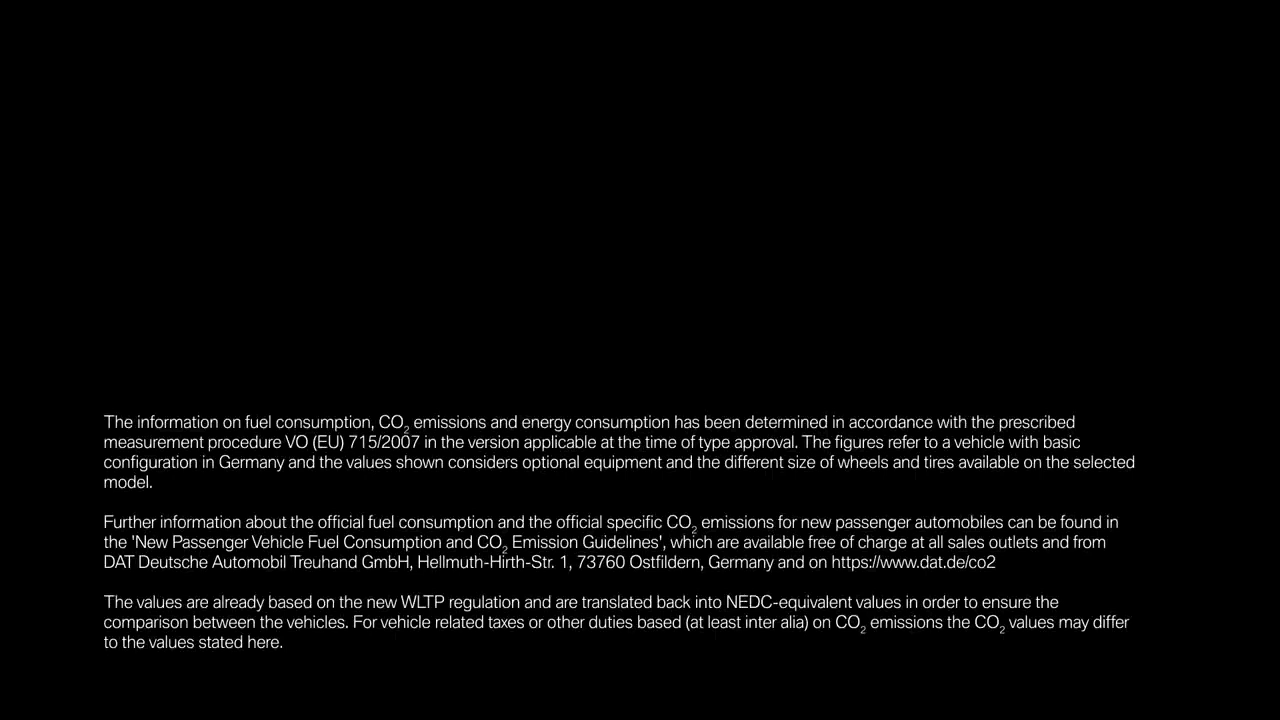 The information on fuel consumption, CO₂ emissions and energy consumption has been determined in accordance with the prescribed
measurement procedure VO (EU) 715/2007 in the version applicable at the time of type approval. The figures refer to a vehicle with basic
configuration in Germany and the values shown considers optional equipment and the different size of wheels and tires available on the selected
model.
Further information about the official fuel consumption and the official specific CO₂ emissions for new passenger automobiles can be found in
the 'New Passenger Vehicle Fuel Consumption and CO₂ Emission Guidelines', which are available free of charge at all sales outlets and from
DAT Deutsche Automobil Treuhand GmbH, Hellmuth-Hirth-Str. 1, 73760 Ostfildern, Germany and on https://www.dat.de/co2
The values are already based on the new WLTP regulation and are translated back into NEDC-equivalent values in order to ensure the
comparison between the vehicles. For vehicle related taxes or other duties based (at least inter alia) on CO₂ emissions the CO₂ values may differ
to the values stated here.